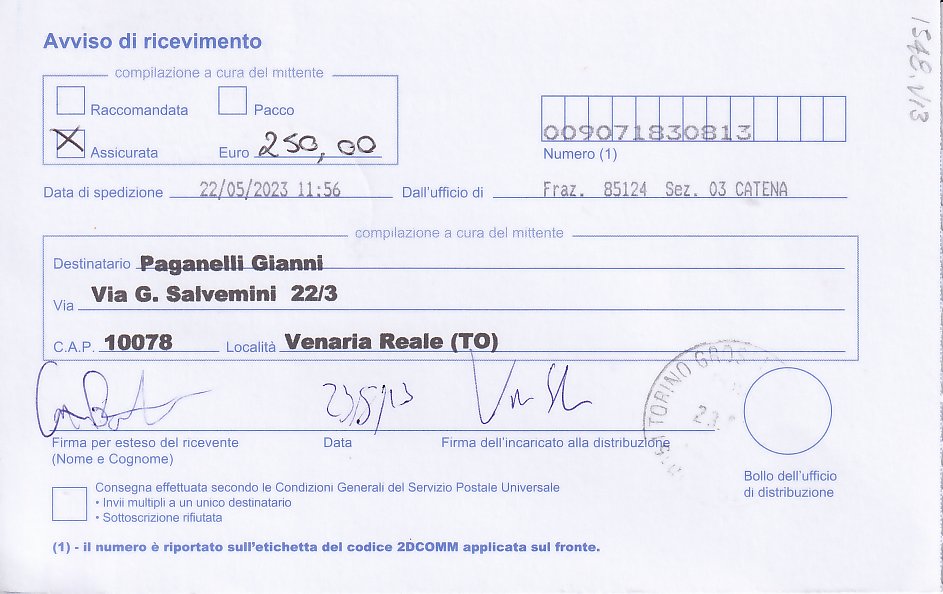 Avviso di ricevimento
compilazione a cura del mittente
Raccomandata Pacco
Assicurata Euro 250,00
009071830813
Numero (1)
Data di spedizione 22/05/2023 11:56 Dall'ufficio di Fraz. 85124 Sez. 03 CATENA
compilazione a cura del mittente
Destinatario Paganelli Gianni
Via Via G. Salvemini 22/3
C.A.P. 10078 Località Venaria Reale (TO)
23/5/23
TORINO
Firma per esteso del ricevente Data Firma dell'incaricato alla distribuzione
(Nome e Cognome)
Bollo dell'ufficio
di distribuzione
Consegna effettuata secondo le Condizioni Generali del Servizio Postale Universale
• Invii multipli a un unico destinatario
• Sottoscrizione rifiutata
(1) - il numero è riportato sull'etichetta del codice 2DCOMM applicata sul fronte.